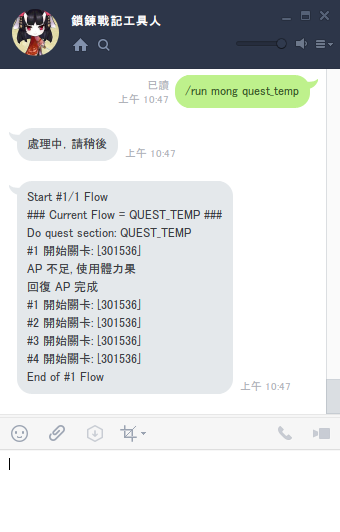 鎖鍊戰記工具人
已讀
上午 10:47
/run mong quest_temp
處理中, 請稍後
上午 10:47
Start #1/1 Flow
### Current Flow = QUEST_TEMP ###
Do quest section: QUEST_TEMP
#1 開始關卡: [301536]
AP 不足, 使用體力果
回復 AP 完成
#1 開始關卡: [301536]
#2 開始關卡: [301536]
#3 開始關卡: [301536]
#4 開始關卡: [301536]
End of #1 Flow
上午 10:47